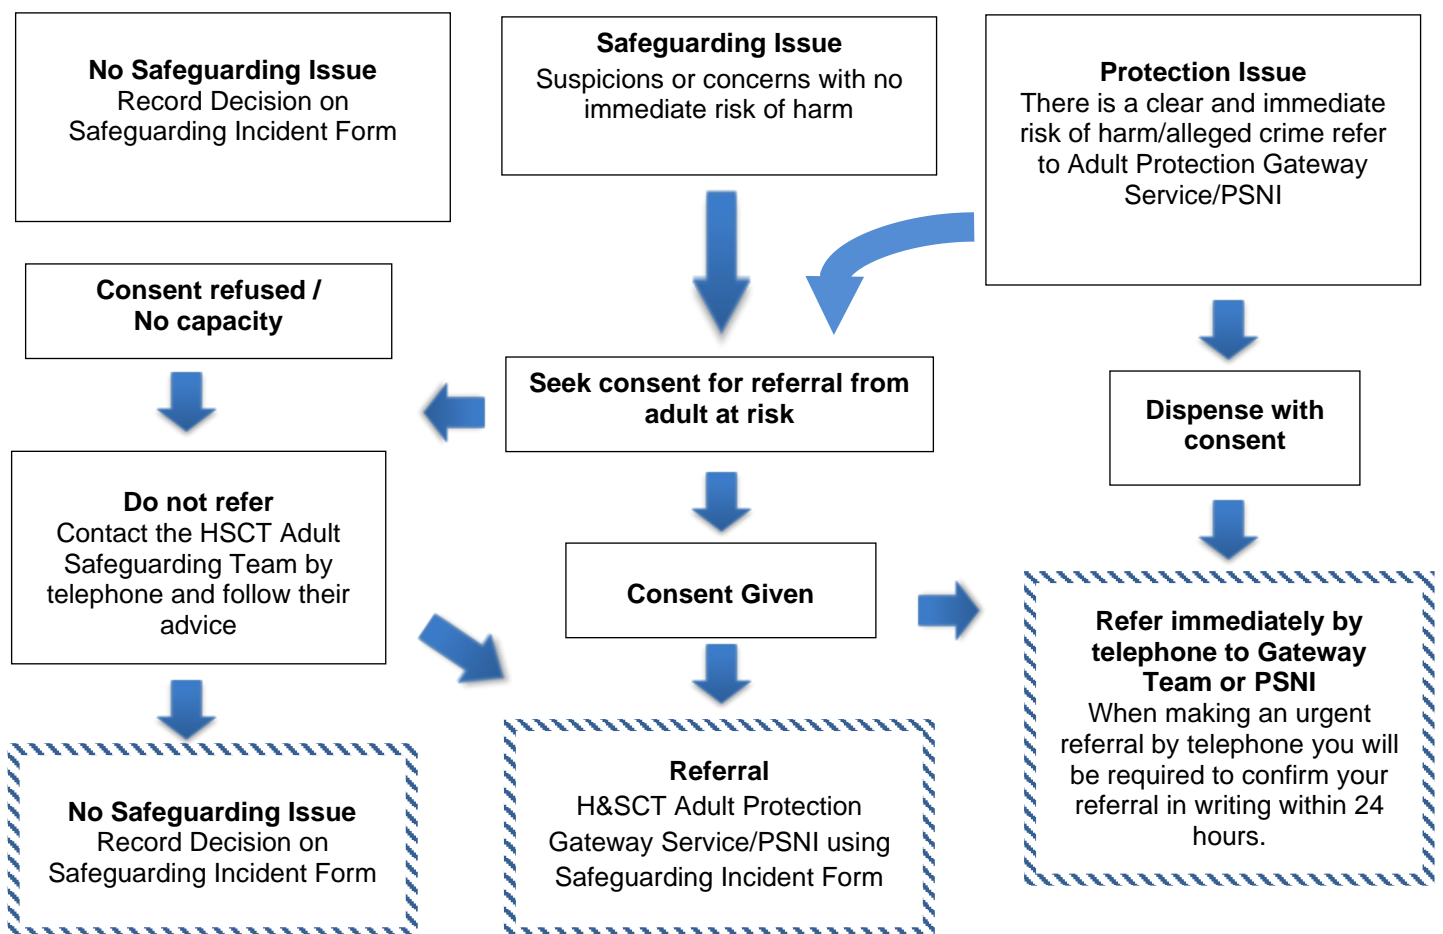 No Safeguarding Issue
Record Decision on
Safeguarding Incident Form
Safeguarding Issue
Suspicions or concerns with no
immediate risk of harm
Protection Issue
There is a clear and immediate
risk of harm/alleged crime refer
to Adult Protection Gateway
Service/PSNI
Consent refused /
No capacity
Seek consent for referral from
adult at risk
Dispense with
consent
Do not refer
Contact the HSCT Adult
Safeguarding Team by
telephone and follow their
advice
Consent Given
Refer immediately by
telephone to Gateway
Team or PSNI
When making an urgent
referral by telephone you will
be required to confirm your
referral in writing within 24
hours.
No Safeguarding Issue
Record Decision on
Safeguarding Incident Form
Referral
H&SCT Adult Protection
Gateway Service/PSNI using
Safeguarding Incident Form